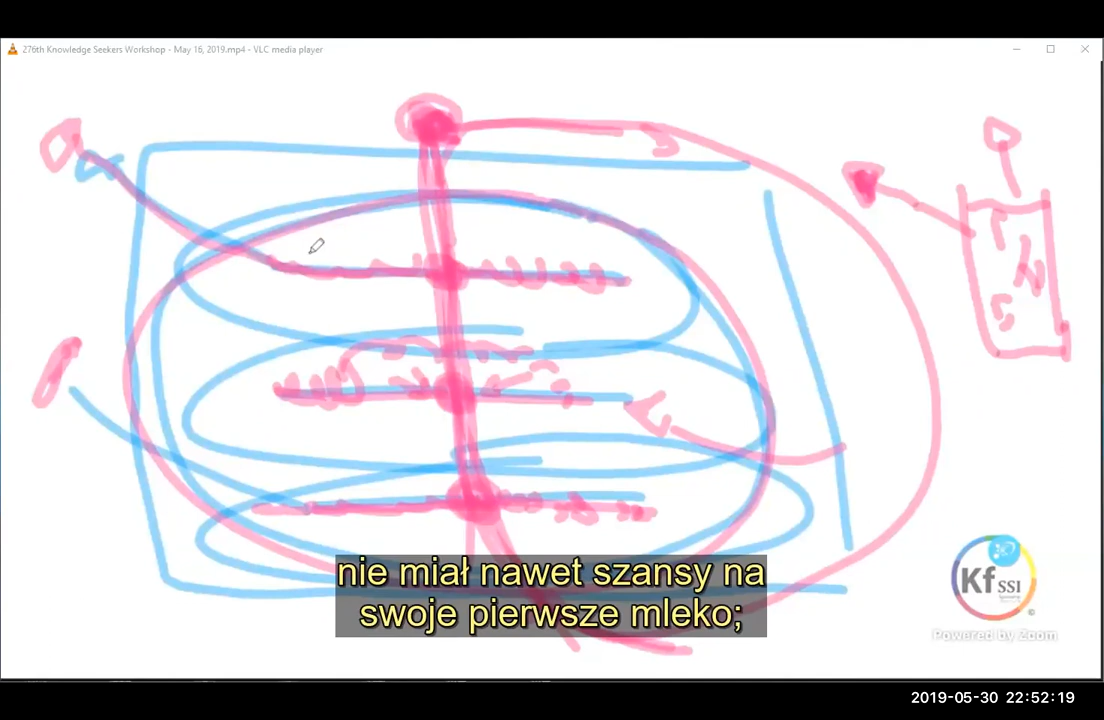 276th Knowledge Seekers Workshop - May 16, 2019.mp4 - VLC media player
nie miał nawet szansy na
swoje pierwsze mleko;
Kf SSI
Powered by Zoom
2019-05-30 22:52:19